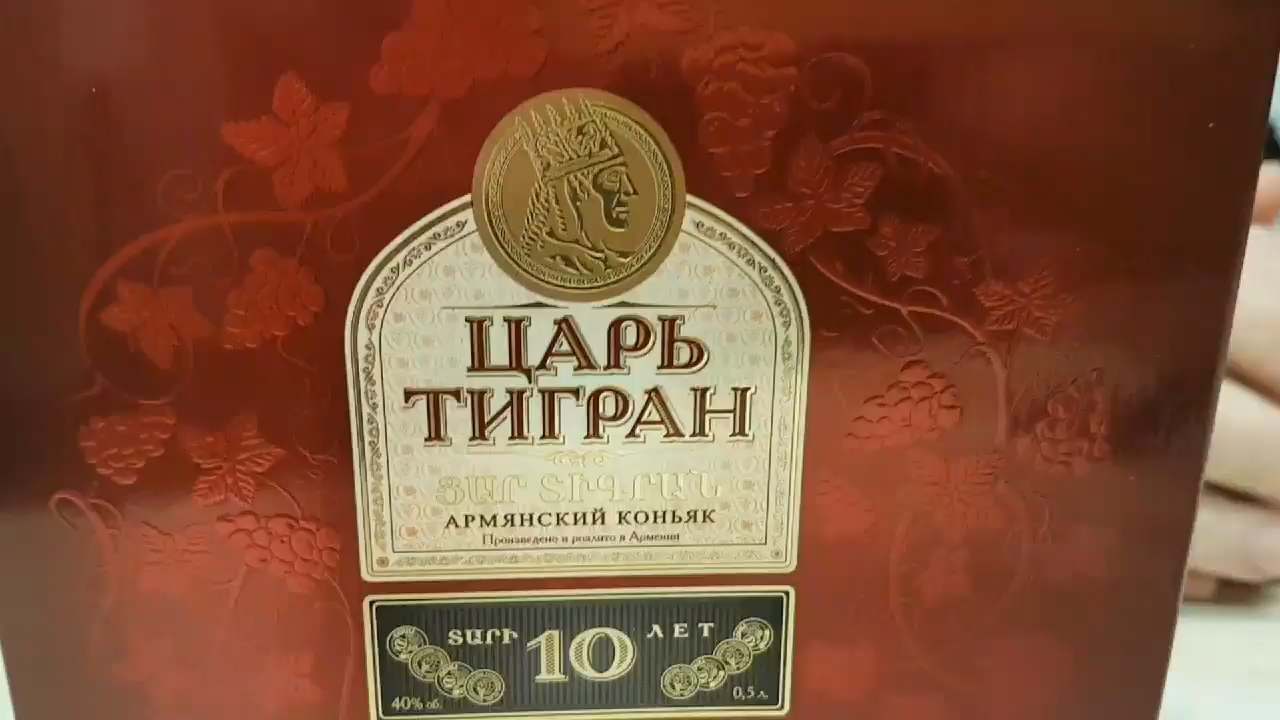 ЦАРЬ
ТИГРАН
ՑԱՐ ՏԻԳՐԱՆ
АРМЯНСКИЙ КОНЬЯК
Произведено и розлито в Армении
ՏԱՐԻ 10 ЛЕТ
40% об. 0,5 л.